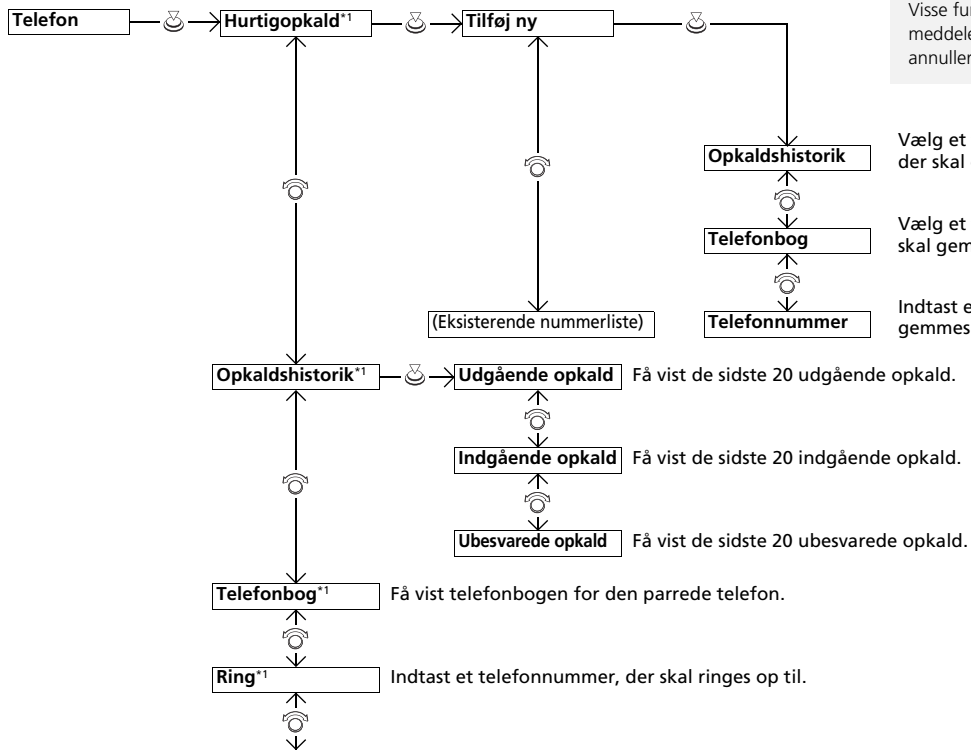 Telefon
Hurtigopkald*1
Tilføj ny
Visse fu
meddele
annuller
Opkaldshistorik
Vælg et
der skal
Telefonbog
Vælg et
skal gem
(Eksisterende nummerliste)
Telefonnummer
Indtast e
gemmes
Opkaldshistorik*1
Udgående opkald
Få vist de sidste 20 udgående opkald.
Indgående opkald
Få vist de sidste 20 indgående opkald.
Ubesvarede opkald
Få vist de sidste 20 ubesvarede opkald.
Telefonbog*1
Få vist telefonbogen for den parrede telefon.
Ring*1
Indtast et telefonnummer, der skal ringes op til.